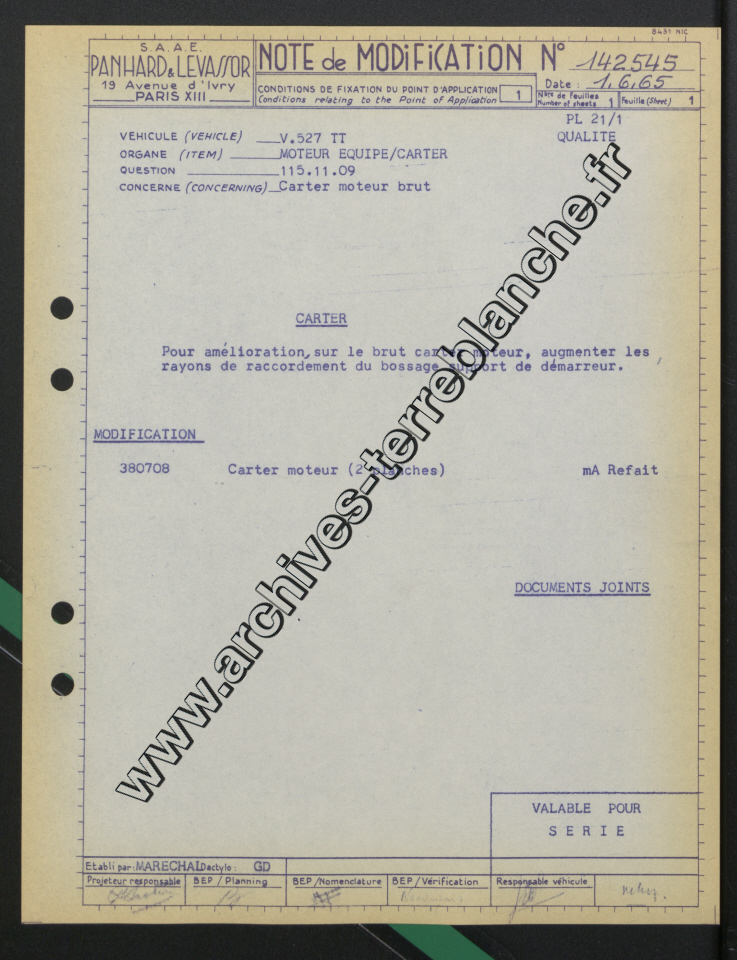 8431 NIC
S.A.A.E.
PANHARD & LEVASSOR
19 Avenue d'Ivry
PARIS XIII
NOTE de MODIFICATION N° 142545
Date: 1.6.65
CONDITIONS DE FIXATION DU POINT D'APPLICATION
Conditions relating to the Point of Application
1
Nbre de Feuilles
Number of sheets 1
Feuille (Sheet) 1
PL 21/1
QUALITE
VEHICULE (VEHICLE) V.527 TT
ORGANE (ITEM) MOTEUR EQUIPE/CARTER
QUESTION 115.11.09
CONCERNE (CONCERNING) Carter moteur brut
CARTER
Pour amélioration, sur le brut carter moteur, augmenter les
rayons de raccordement du bossage support de démarreur.
MODIFICATION
380708 Carter moteur (2 planches) mA Refait
DOCUMENTS JOINTS
www.archives-terreblanche.fr
VALABLE POUR
SERIE
Etabli par: MARECHAL Dactylo: GD
Projeteur responsable
BEP / Planning
BEP / Nomenclature
BEP / Vérification
Responsable véhicule